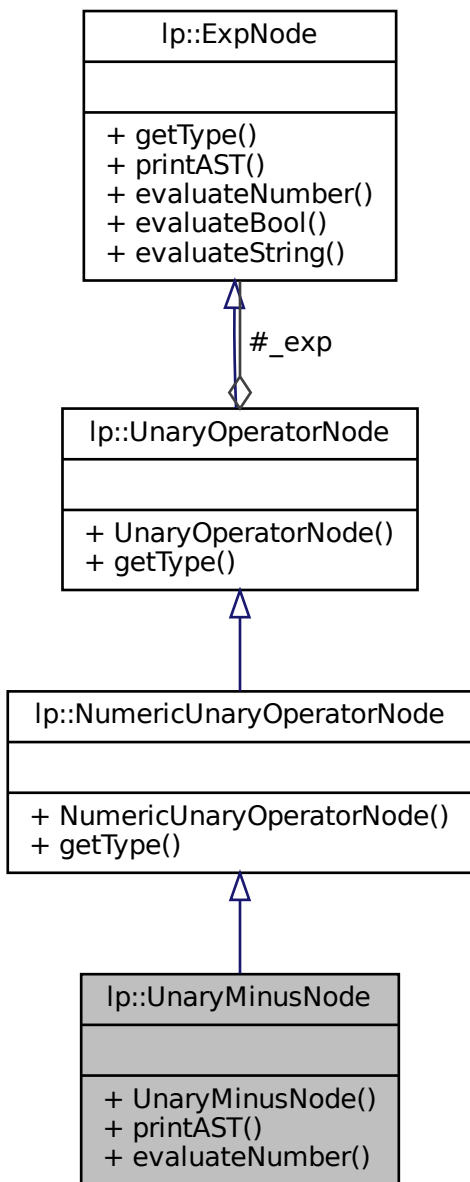 lp::ExpNode
+ getType()
+ printAST()
+ evaluateNumber()
+ evaluateBool()
+ evaluateString()
#_exp
lp::UnaryOperatorNode
+ UnaryOperatorNode()
+ getType()
lp::NumericUnaryOperatorNode
+ NumericUnaryOperatorNode()
+ getType()
lp::UnaryMinusNode
+ UnaryMinusNode()
+ printAST()
+ evaluateNumber()